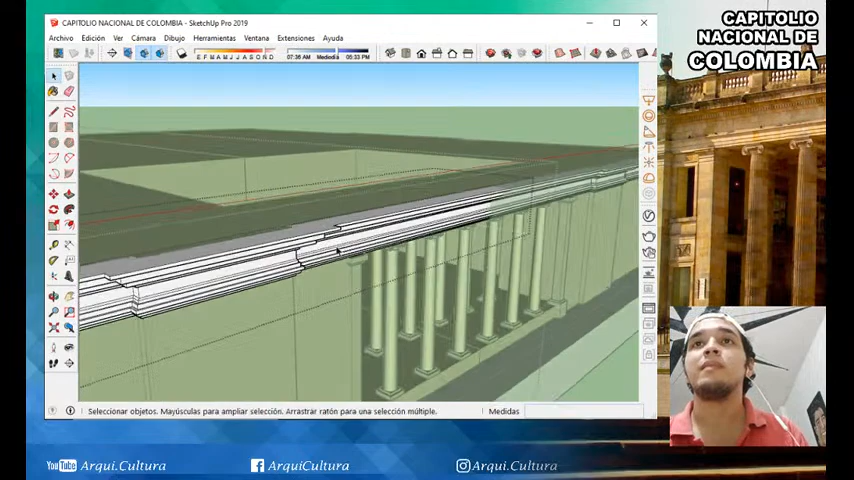 CAPITOLIO NACIONAL DE COLOMBIA - SketchUp Pro 2019
Archivo Edición Ver Cámara Dibujo Herramientas Ventana Extensiones Ayuda
E F M A M J J A S O N D 07:36 AM Mediodía 05:33 PM
Seleccionar objetos. Mayúsculas para ampliar selección. Arrastrar ratón para una selección múltiple. Medidas
CAPITOLIO
NACIONAL DE
COLOMBIA
YouTube Arqui.Cultura
ArquiCultura
Arqui.Cultura